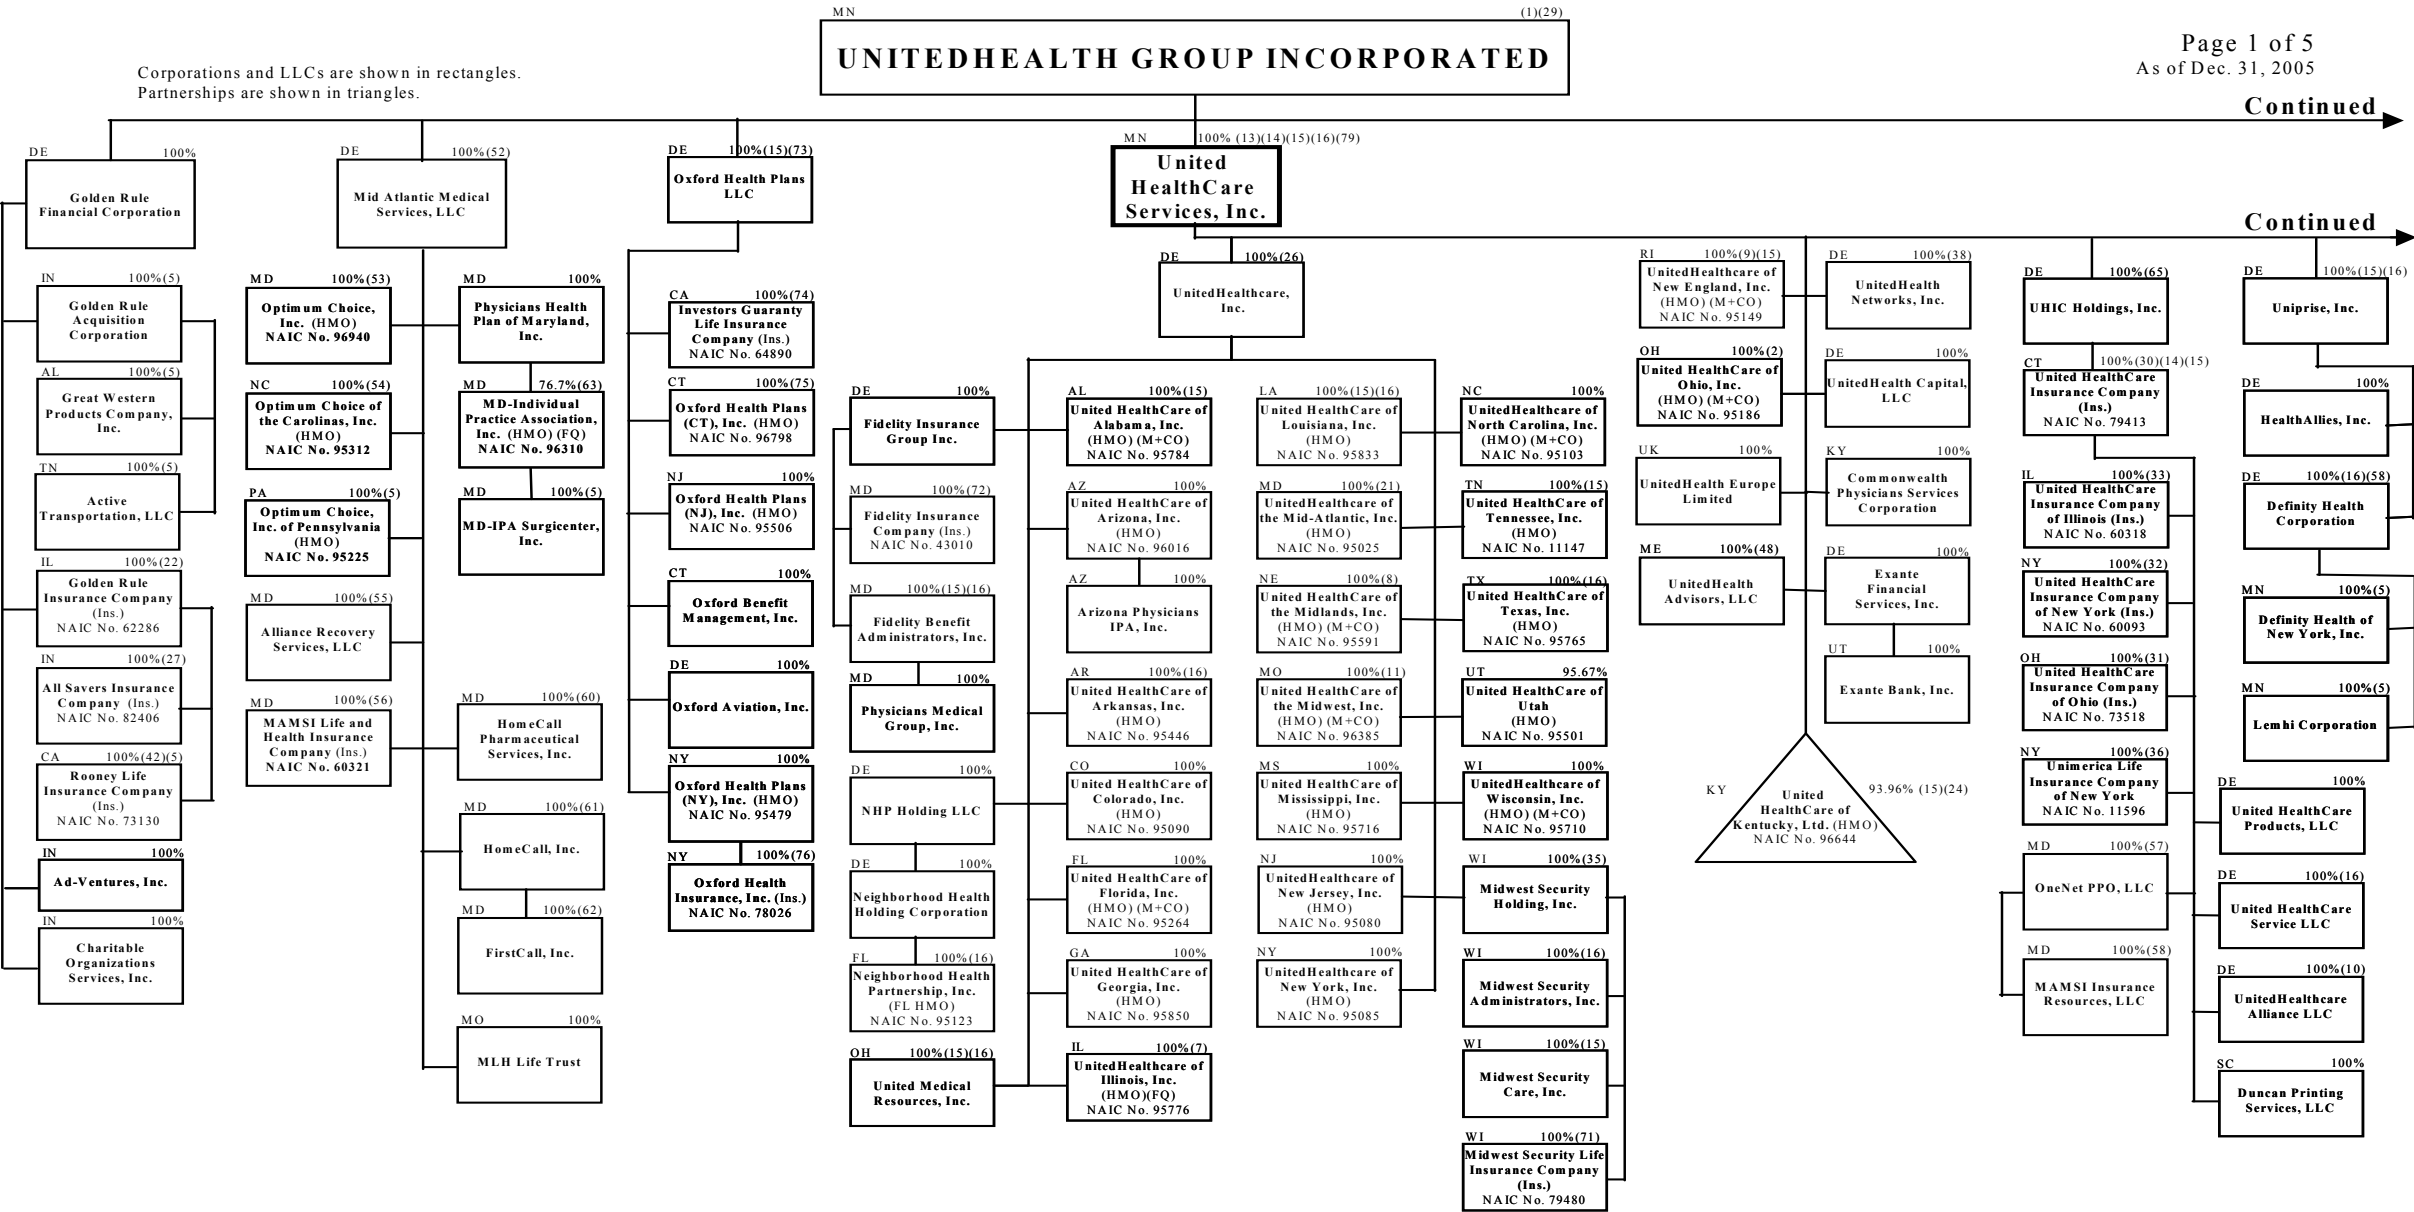 MN (1)(29)
UNITEDHEALTH GROUP INCORPORATED
Page 1 of 5
As of Dec. 31, 2005
Corporations and LLCs are shown in rectangles.
Partnerships are shown in triangles.
Continued
DE 100%
Golden Rule
Financial Corporation
IN 100%(5)
Golden Rule
Acquisition
Corporation
AL 100%(5)
Great Western
Products Company,
Inc.
TN 100%(5)
Active
Transportation, LLC
IL 100%(22)
Golden Rule
Insurance Company
(Ins.)
NAIC No. 62286
IN 100%(27)
All Savers Insurance
Company (Ins.)
NAIC No. 82406
CA 100%(42)(5)
Rooney Life
Insurance Company
(Ins.)
NAIC No. 73130
IN 100%
Ad-Ventures, Inc.
IN 100%
Charitable
Organizations
Services, Inc.
DE 100%(52)
Mid Atlantic Medical
Services, LLC
MD 100%(53)
Optimum Choice,
Inc. (HMO)
NAIC No. 96940
NC 100%(54)
Optimum Choice of
the Carolinas, Inc.
(HMO)
NAIC No. 95312
PA 100%(5)
Optimum Choice,
Inc. of Pennsylvania
(HMO)
NAIC No. 95225
MD 100%(55)
Alliance Recovery
Services, LLC
MD 100%(56)
MAMSI Life and
Health Insurance
Company (Ins.)
NAIC No. 60321
MD 100%
Physicians Health
Plan of Maryland,
Inc.
MD 76.7%(63)
MD-Individual
Practice Association,
Inc. (HMO) (FQ)
NAIC No. 96310
MD 100%(5)
MD-IPA Surgicenter,
Inc.
MD 100%(60)
HomeCall
Pharmaceutical
Services, Inc.
MD 100%(61)
HomeCall, Inc.
MD 100%(62)
FirstCall, Inc.
MO 100%
MLH Life Trust
DE 100%(15)(73)
Oxford Health Plans
LLC
CA 100%(74)
Investors Guaranty
Life Insurance
Company (Ins.)
NAIC No. 64890
CT 100%(75)
Oxford Health Plans
(CT), Inc. (HMO)
NAIC No. 96798
NJ 100%
Oxford Health Plans
(NJ), Inc. (HMO)
NAIC No. 95506
CT 100%
Oxford Benefit
Management, Inc.
DE 100%
Oxford Aviation, Inc.
NY 100%
Oxford Health Plans
(NY), Inc. (HMO)
NAIC No. 95479
NY 100%(76)
Oxford Health
Insurance, Inc. (Ins.)
NAIC No. 78026
MN 100% (13)(14)(15)(16)(79)
United
HealthCare
Services, Inc.
Continued
DE 100%(26)
UnitedHealthcare,
Inc.
DE 100%
Fidelity Insurance
Group Inc.
MD 100%(72)
Fidelity Insurance
Company (Ins.)
NAIC No. 43010
MD 100%(15)(16)
Fidelity Benefit
Administrators, Inc.
MD 100%
Physicians Medical
Group, Inc.
DE 100%
NHP Holding LLC
DE 100%
Neighborhood Health
Holding Corporation
FL 100%(16)
Neighborhood Health
Partnership, Inc.
(FL HMO)
NAIC No. 95123
OH 100%(15)(16)
United Medical
Resources, Inc.
AL 100%(15)
United HealthCare of
Alabama, Inc.
(HMO) (M+CO)
NAIC No. 95784
AZ 100%
United HealthCare of
Arizona, Inc.
(HMO)
NAIC No. 96016
AZ 100%
Arizona Physicians
IPA, Inc.
AR 100%(16)
United HealthCare of
Arkansas, Inc.
(HMO)
NAIC No. 95446
CO 100%
United HealthCare of
Colorado, Inc.
(HMO)
NAIC No. 95090
FL 100%
United HealthCare of
Florida, Inc.
(HMO) (M+CO)
NAIC No. 95264
GA 100%
United HealthCare of
Georgia, Inc.
(HMO)
NAIC No. 95850
IL 100%(7)
UnitedHealthcare of
Illinois, Inc.
(HMO)(FQ)
NAIC No. 95776
LA 100%(15)(16)
United HealthCare of
Louisiana, Inc.
(HMO)
NAIC No. 95833
MD 100%(21)
UnitedHealthcare of
the Mid-Atlantic, Inc.
(HMO)
NAIC No. 95025
NE 100%(8)
United HealthCare of
the Midlands, Inc.
(HMO) (M+CO)
NAIC No. 95591
MO 100%(11)
United HealthCare of
the Midwest, Inc.
(HMO) (M+CO)
NAIC No. 96385
MS 100%
United HealthCare of
Mississippi, Inc.
(HMO)
NAIC No. 95716
NJ 100%
UnitedHealthcare of
New Jersey, Inc.
(HMO)
NAIC No. 95080
NY 100%
UnitedHealthcare of
New York, Inc.
(HMO)
NAIC No. 95085
NC 100%
UnitedHealthcare of
North Carolina, Inc.
(HMO) (M+CO)
NAIC No. 95103
TN 100%(15)
United HealthCare of
Tennessee, Inc.
(HMO)
NAIC No. 11147
TX 100%(16)
United HealthCare of
Texas, Inc.
(HMO)
NAIC No. 95765
UT 95.67%
United HealthCare of
Utah
(HMO)
NAIC No. 95501
WI 100%
UnitedHealthcare of
Wisconsin, Inc.
(HMO) (M+CO)
NAIC No. 95710
WI 100%(35)
Midwest Security
Holding, Inc.
WI 100%(16)
Midwest Security
Administrators, Inc.
WI 100%(15)
Midwest Security
Care, Inc.
WI 100%(71)
Midwest Security Life
Insurance Company
(Ins.)
NAIC No. 79480
RI 100%(9)(15)
UnitedHealthcare of
New England, Inc.
(HMO) (M+CO)
NAIC No. 95149
OH 100%(2)
United HealthCare of
Ohio, Inc.
(HMO) (M+CO)
NAIC No. 95186
UK 100%
UnitedHealth Europe
Limited
ME 100%(48)
UnitedHealth
Advisors, LLC
DE 100%(38)
UnitedHealth
Networks, Inc.
DE 100%
UnitedHealth Capital,
LLC
KY 100%
Commonwealth
Physicians Services
Corporation
DE 100%
Exante
Financial
Services, Inc.
UT 100%
Exante Bank, Inc.
KY 93.96% (15)(24)
United
HealthCare of
Kentucky, Ltd. (HMO)
NAIC No. 96644
DE 100%(65)
UHIC Holdings, Inc.
CT 100%(30)(14)(15)
United HealthCare
Insurance Company
(Ins.)
NAIC No. 79413
IL 100%(33)
United HealthCare
Insurance Company
of Illinois (Ins.)
NAIC No. 60318
NY 100%(32)
United HealthCare
Insurance Company
of New York (Ins.)
NAIC No. 60093
OH 100%(31)
United HealthCare
Insurance Company
of Ohio (Ins.)
NAIC No. 73518
NY 100%(36)
Unimerica Life
Insurance Company
of New York
NAIC No. 11596
MD 100%(57)
OneNet PPO, LLC
MD 100%(58)
MAMSI Insurance
Resources, LLC
DE 100%(15)(16)
Uniprise, Inc.
DE 100%
HealthAllies, Inc.
DE 100%(16)(58)
Definity Health
Corporation
MN 100%(5)
Definity Health of
New York, Inc.
MN 100%(5)
Lemhi Corporation
DE 100%
United HealthCare
Products, LLC
DE 100%(16)
United HealthCare
Service LLC
DE 100%(10)
UnitedHealthcare
Alliance LLC
SC 100%
Duncan Printing
Services, LLC